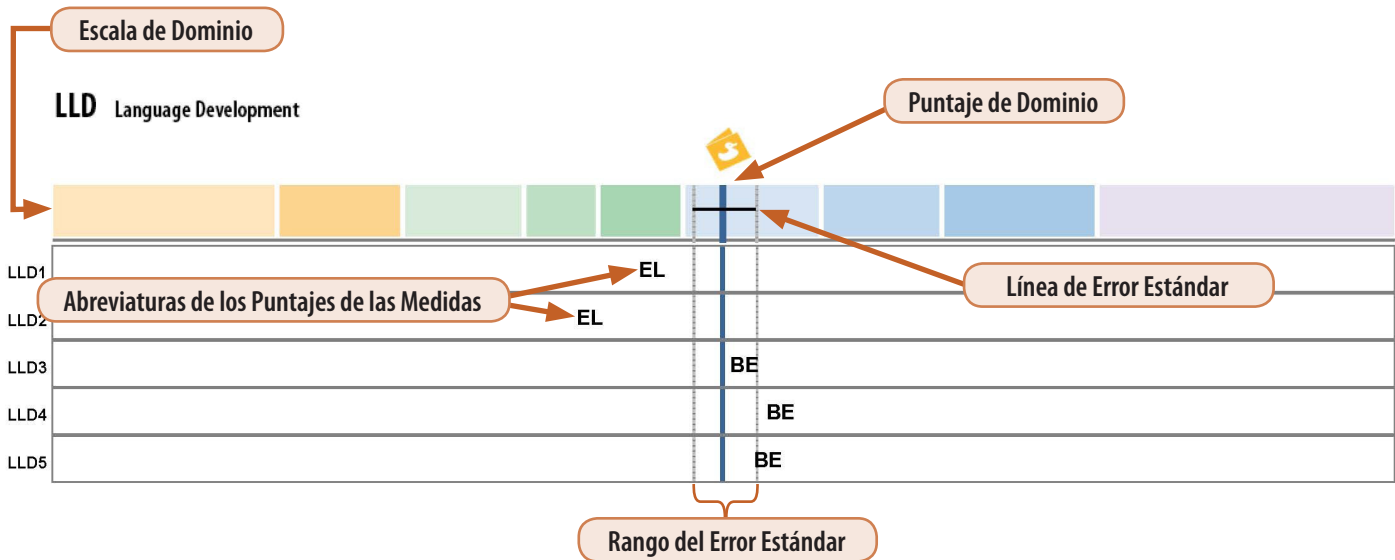 Escala de Dominio
LLD Language Development
Puntaje de Dominio
LLD1
EL
Abreviaturas de los Puntajes de las Medidas
Línea de Error Estándar
LLD2
EL
LLD3
BE
LLD4
BE
LLD5
BE
Rango del Error Estándar